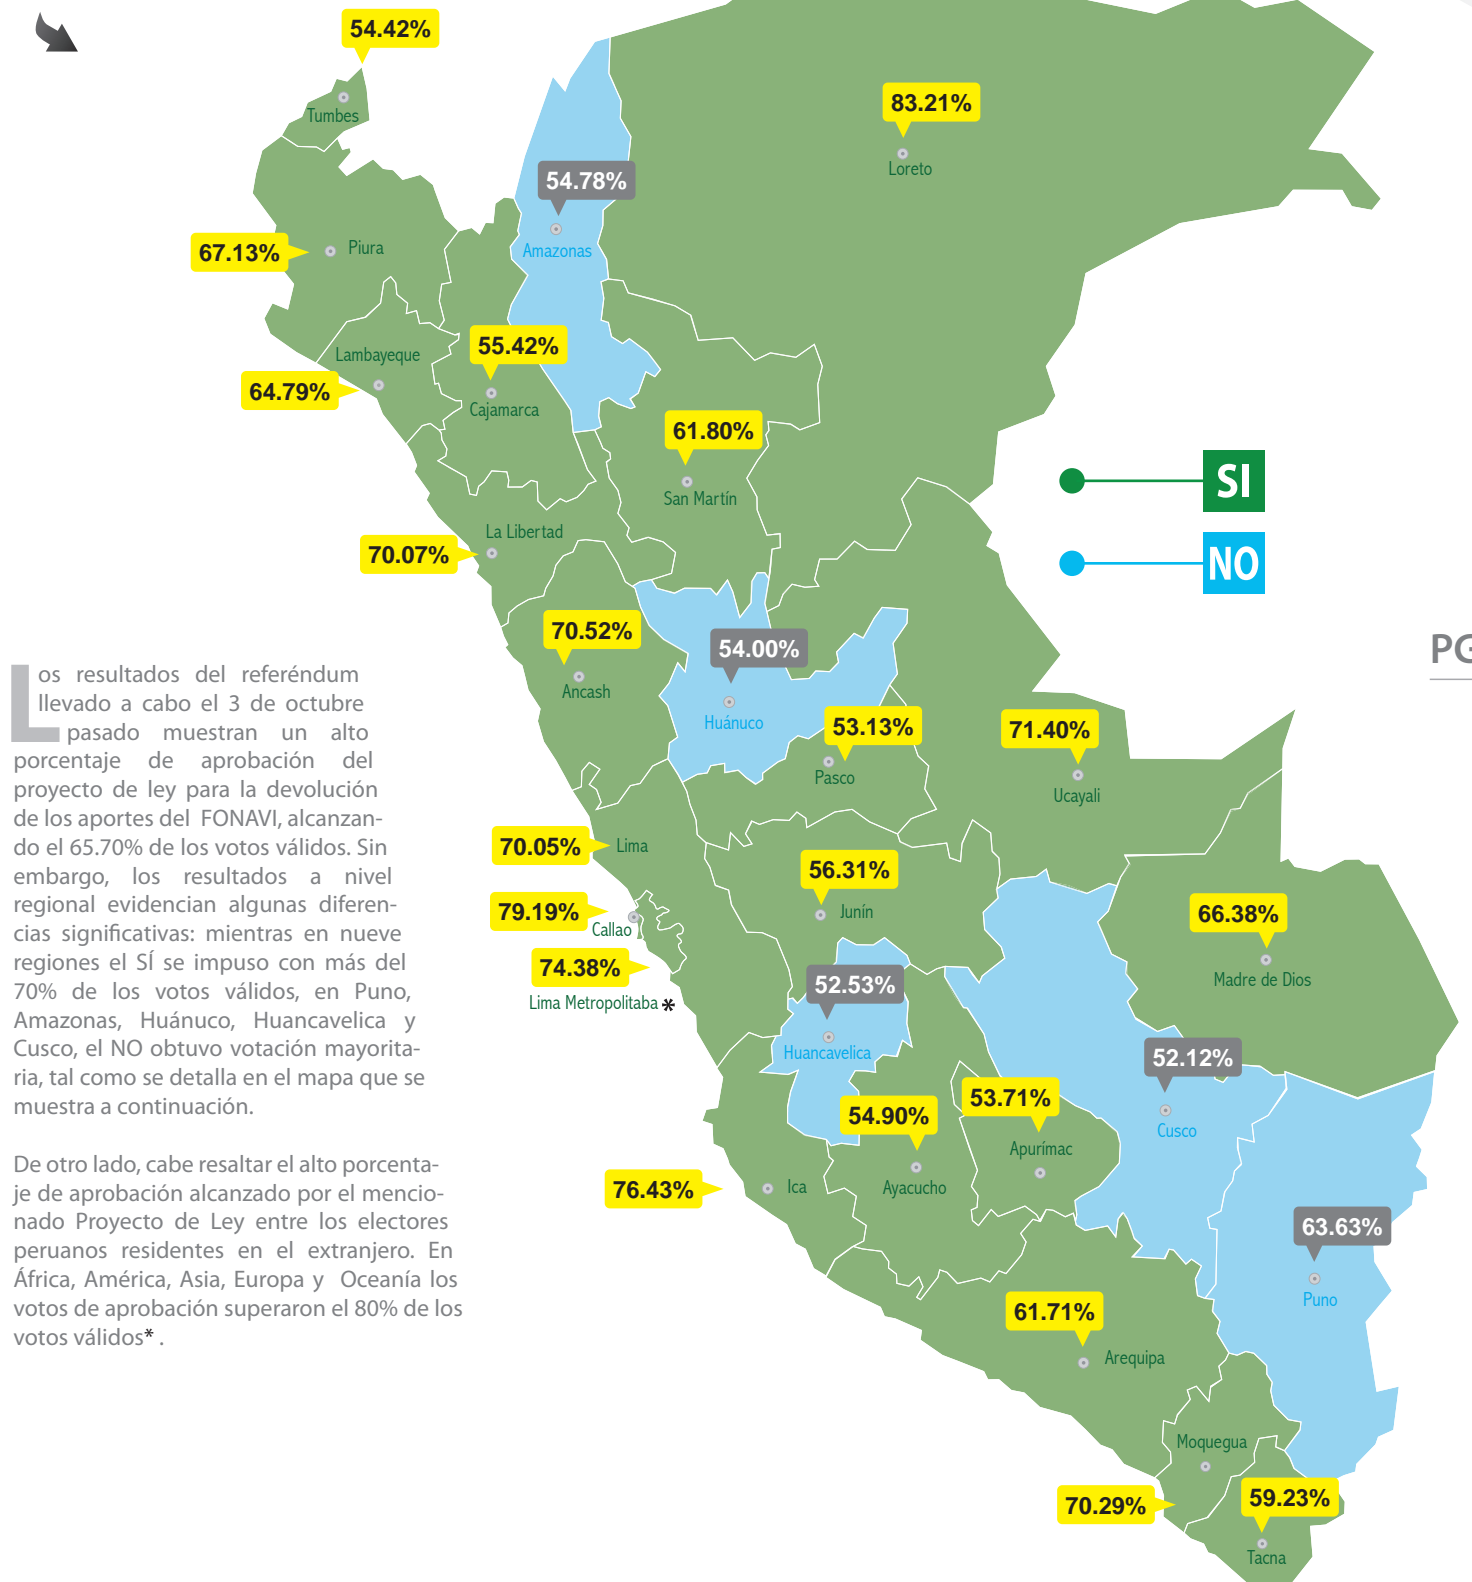 54.42%
Tumbes
83.21%
Loreto
54.78%
Amazonas
67.13%
Piura
Lambayeque
64.79%
55.42%
Cajamarca
61.80%
San Martín
SI
NO
La Libertad
70.07%
70.52%
Ancash
54.00%
Huánuco
53.13%
Pasco
71.40%
Ucayali
PG
Los resultados del referéndum
llevado a cabo el 3 de octubre
pasado muestran un alto
porcentaje de aprobación del
proyecto de ley para la devolución
de los aportes del FONAVI, alcanzan-
do el 65.70% de los votos válidos. Sin
embargo, los resultados a nivel
regional evidencian algunas diferen-
cias significativas: mientras en nueve
regiones el SÍ se impuso con más del
70% de los votos válidos, en Puno,
Amazonas, Huánuco, Huancavelica y
Cusco, el NO obtuvo votación mayorita-
ria, tal como se detalla en el mapa que se
muestra a continuación.
De otro lado, cabe resaltar el alto porcenta-
je de aprobación alcanzado por el mencio-
nado Proyecto de Ley entre los electores
peruanos residentes en el extranjero. En
África, América, Asia, Europa y Oceanía los
votos de aprobación superaron el 80% de los
votos válidos* .
70.05%
Lima
79.19%
Callao
74.38%
Lima Metropolitaba *
56.31%
Junín
66.38%
Madre de Dios
52.53%
Huancavelica
52.12%
Cusco
54.90%
Ayacucho
53.71%
Apurímac
76.43%
Ica
63.63%
Puno
61.71%
Arequipa
Moquegua
70.29%
59.23%
Tacna